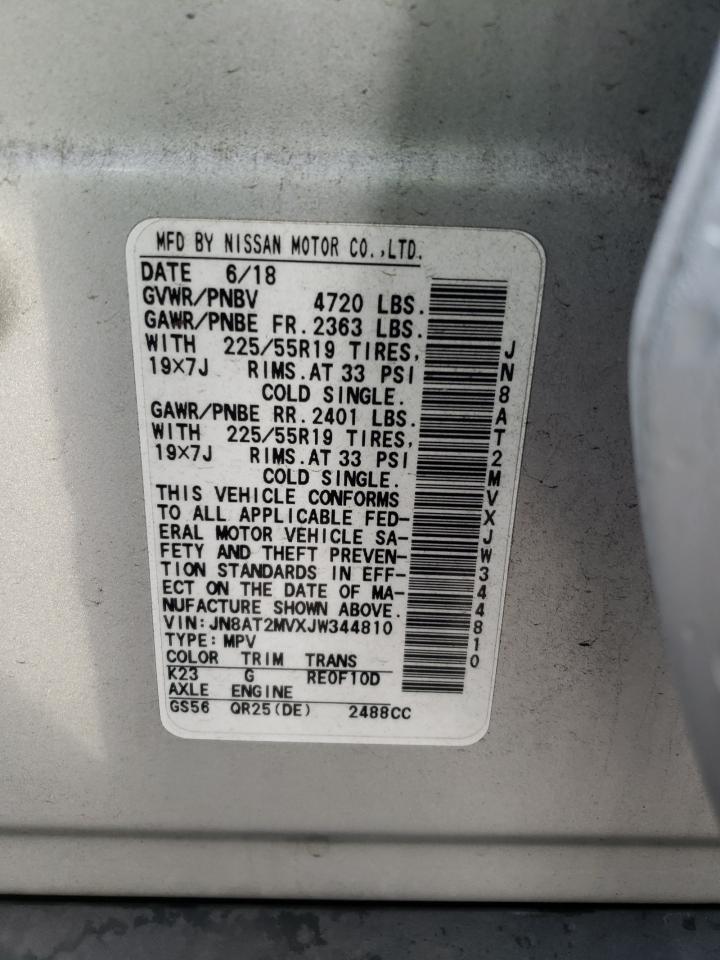 MFD BY NISSAN MOTOR CO.,LTD.
DATE 6/18
GVWR/PNBV 4720 LBS.
GAWR/PNBE FR.2363 LBS.
WITH 225/55R19 TIRES,
19×7J RIMS.AT 33 PSI
COLD SINGLE.
GAWR/PNBE RR.2401 LBS.
WITH 225/55R19 TIRES,
19×7J RIMS.AT 33 PSI
COLD SINGLE.
THIS VEHICLE CONFORMS
TO ALL APPLICABLE FED-
ERAL MOTOR VEHICLE SA-
FETY AND THEFT PREVEN-
TION STANDARDS IN EFF-
ECT ON THE DATE OF MA-
NUFACTURE SHOWN ABOVE.
VIN:JN8AT2MVXJW344810
TYPE:MPV
COLOR TRIM TRANS
K23 G RE0F10D
AXLE ENGINE
GS56 QR25(DE) 2488CC
JN8AT2MVXJW344810